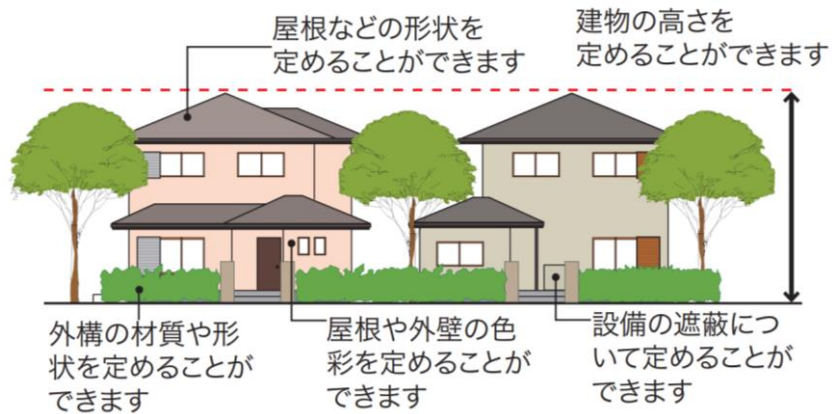 屋根などの形状を
定めることができます
建物の高さを
定めることができます
外構の材質や形
状を定めることが
できます
屋根や外壁の色
彩を定めることが
できます
設備の遮蔽につ
いて定めることが
できます